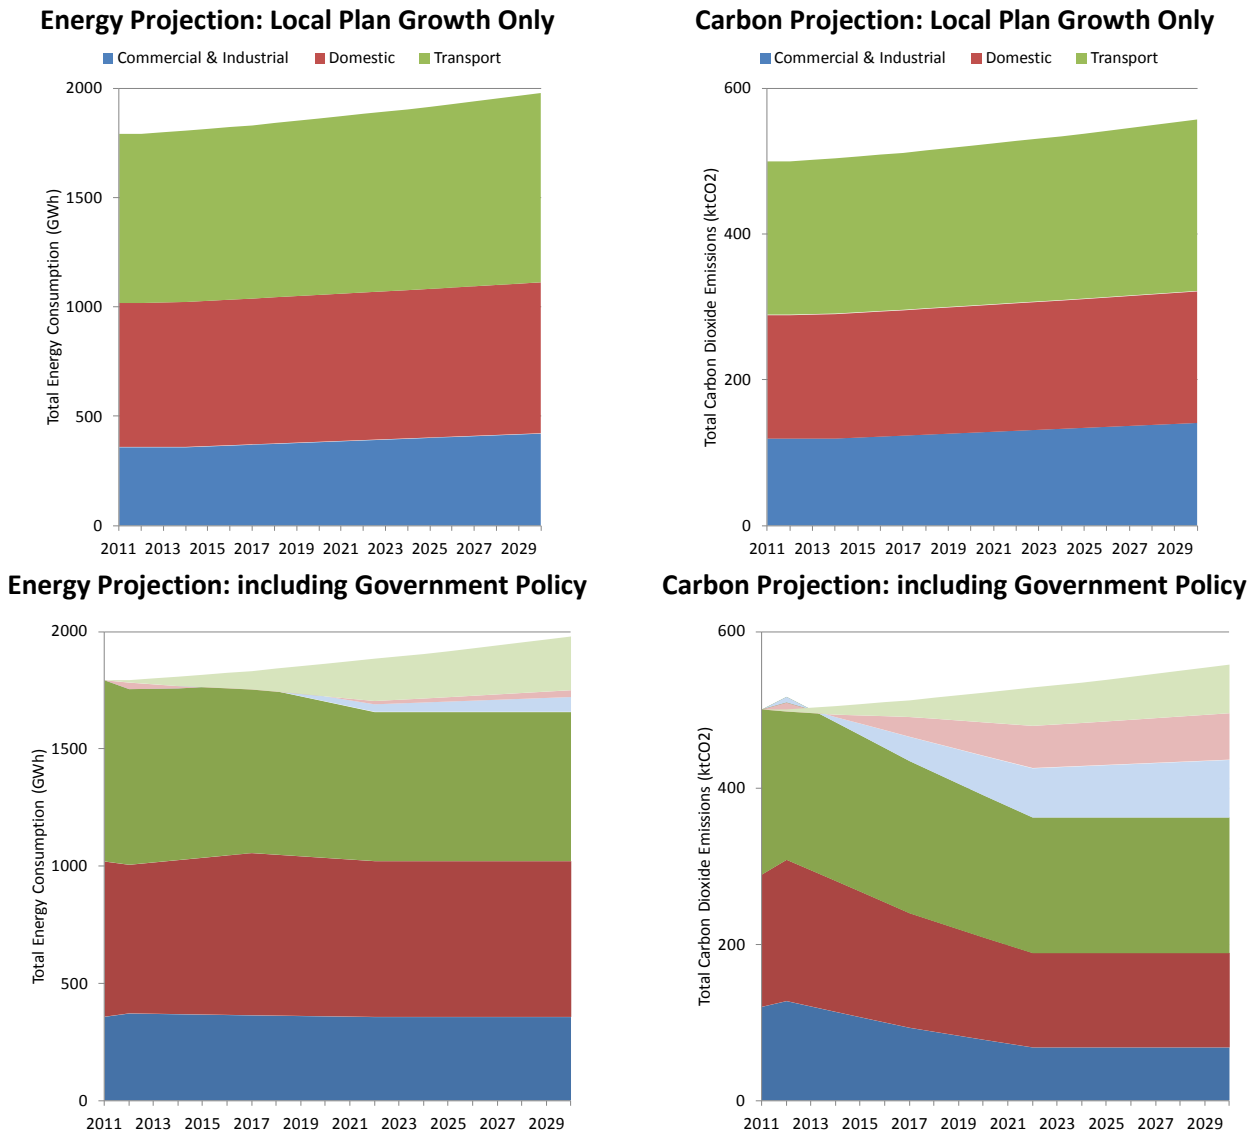 Energy Projection: Local Plan Growth Only
Commercial & Industrial Domestic Transport
2000
1500
1000
500
0
Total Energy Consumption (GWh)
2011 2013 2015 2017 2019 2021 2023 2025 2027 2029
Carbon Projection: Local Plan Growth Only
Commercial & Industrial Domestic Transport
600
400
200
0
Total Carbon Dioxide Emissions (ktCO2)
2011 2013 2015 2017 2019 2021 2023 2025 2027 2029
Energy Projection: including Government Policy
2000
1500
1000
500
0
Total Energy Consumption (GWh)
2011 2013 2015 2017 2019 2021 2023 2025 2027 2029
Carbon Projection: including Government Policy
600
400
200
0
Total Carbon Dioxide Emissions (ktCO2)
2011 2013 2015 2017 2019 2021 2023 2025 2027 2029